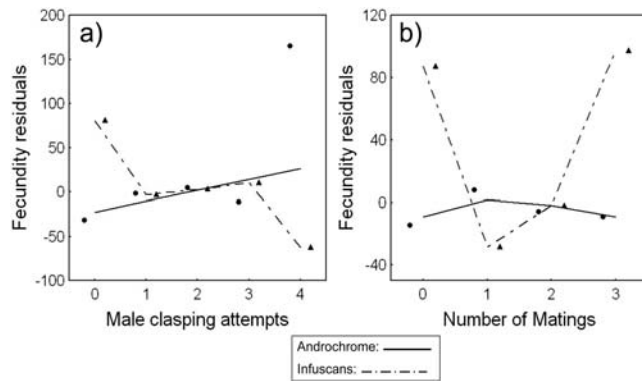 a)
200
150
100
50
0
-50
-100
Fecundity residuals
0 1 2 3 4
Male clasping attempts
b)
120
80
40
0
-40
Fecundity residuals
0 1 2 3
Number of Matings
Androchrome:
Infuscans: